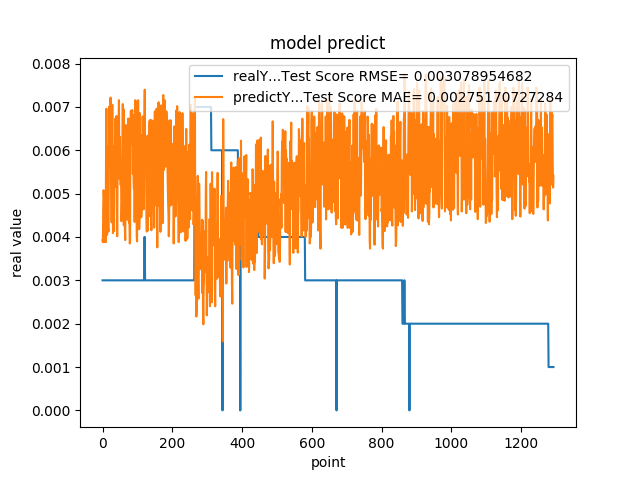 model predict
realY...Test Score RMSE= 0.003078954682
predictY...Test Score MAE= 0.00275170727284
0.008
0.007
0.006
0.005
0.004
0.003
0.002
0.001
0.000
real value
0 200 400 600 800 1000 1200
point